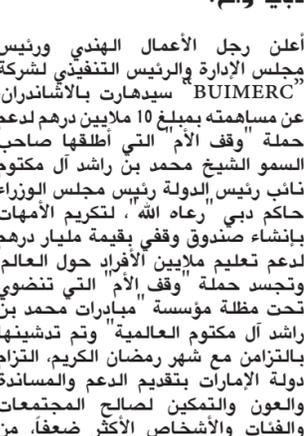 أعلن رجل الأعمال الهندي ورئيس
مجلس الإدارة والرئيس التنفيذي لشركة
"BUIMERC" سيدهارت بالاشاندران،
عن مساهمته بمبلغ 10 ملايين درهم لدعم
حملة "وقف الأم" التي أطلقها صاحب
السمو الشيخ محمد بن راشد آل مكتوم
نائب رئيس الدولة رئيس مجلس الوزراء
حاكم دبي "رعاه الله"، لتكريم الأمهات
بإنشاء صندوق وقفي بقيمة مليار درهم
لدعم تعليم ملايين الأفراد حول العالم.
وتجسد حملة "وقف الأم" التي تنضوي
تحت مظلة مؤسسة "مبادرات محمد بن
راشد آل مكتوم العالمية" وتم تدشينها
بالتزامن مع شهر رمضان الكريم، التزام
دولة الإمارات بتقديم الدعم والمساندة
والعون والتمكين لصالح المجتمعات
والفئات والأشخاص الأكثر ضعفاً، من